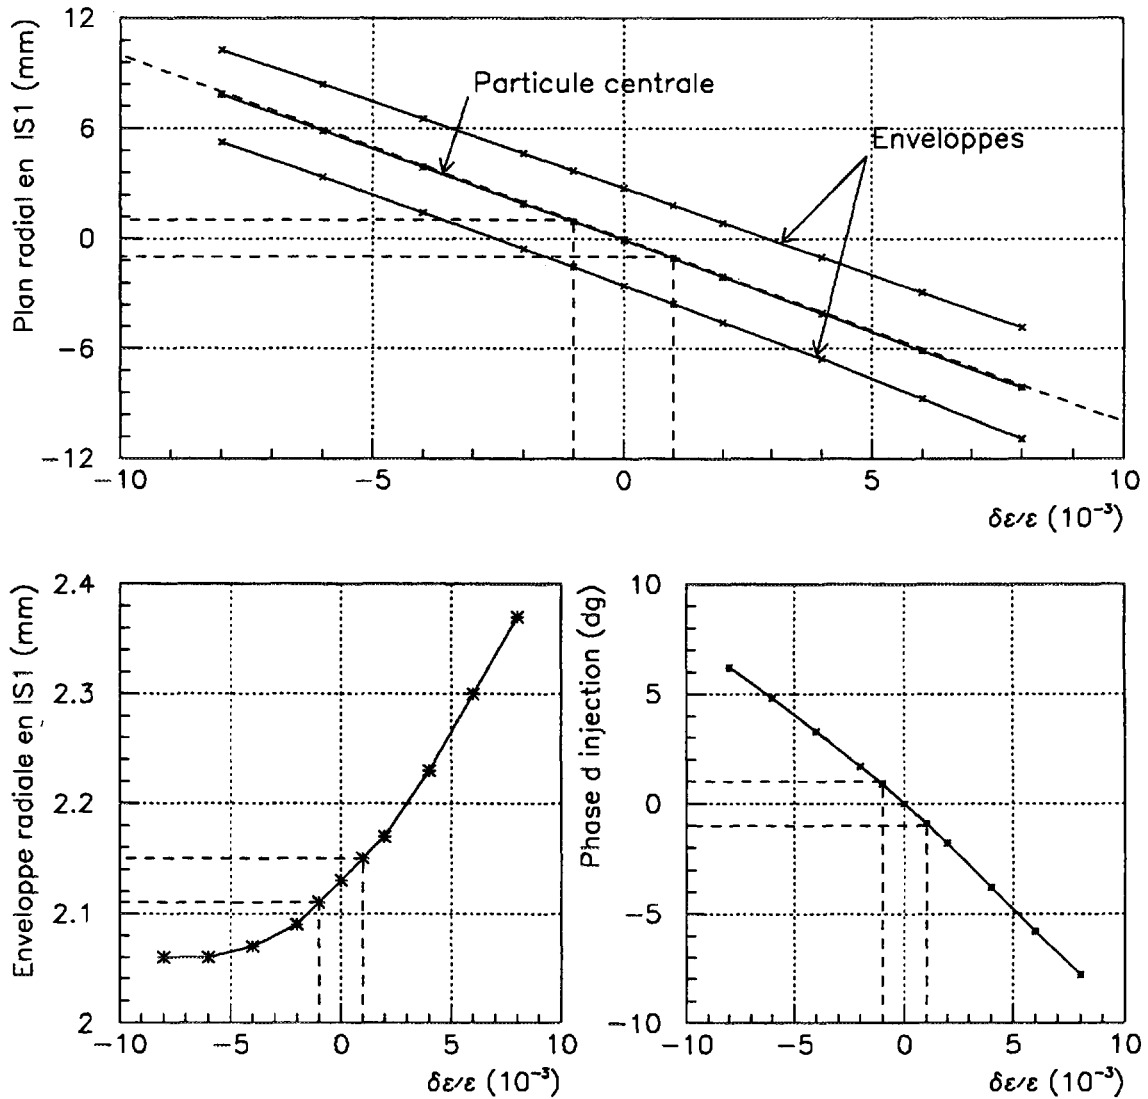 Plan radial en IS1 (mm)
12
6
0
−6
−12
Particule centrale
Enveloppes
−10 −5 0 5 10
δε/ε (10⁻³)
Enveloppe radiale en IS1 (mm)
2.4
2.3
2.2
2.1
2
−10 −5 0 5 10
δε/ε (10⁻³)
Phase d injection (dg)
10
5
0
−5
−10
−10 −5 0 5 10
δε/ε (10⁻³)